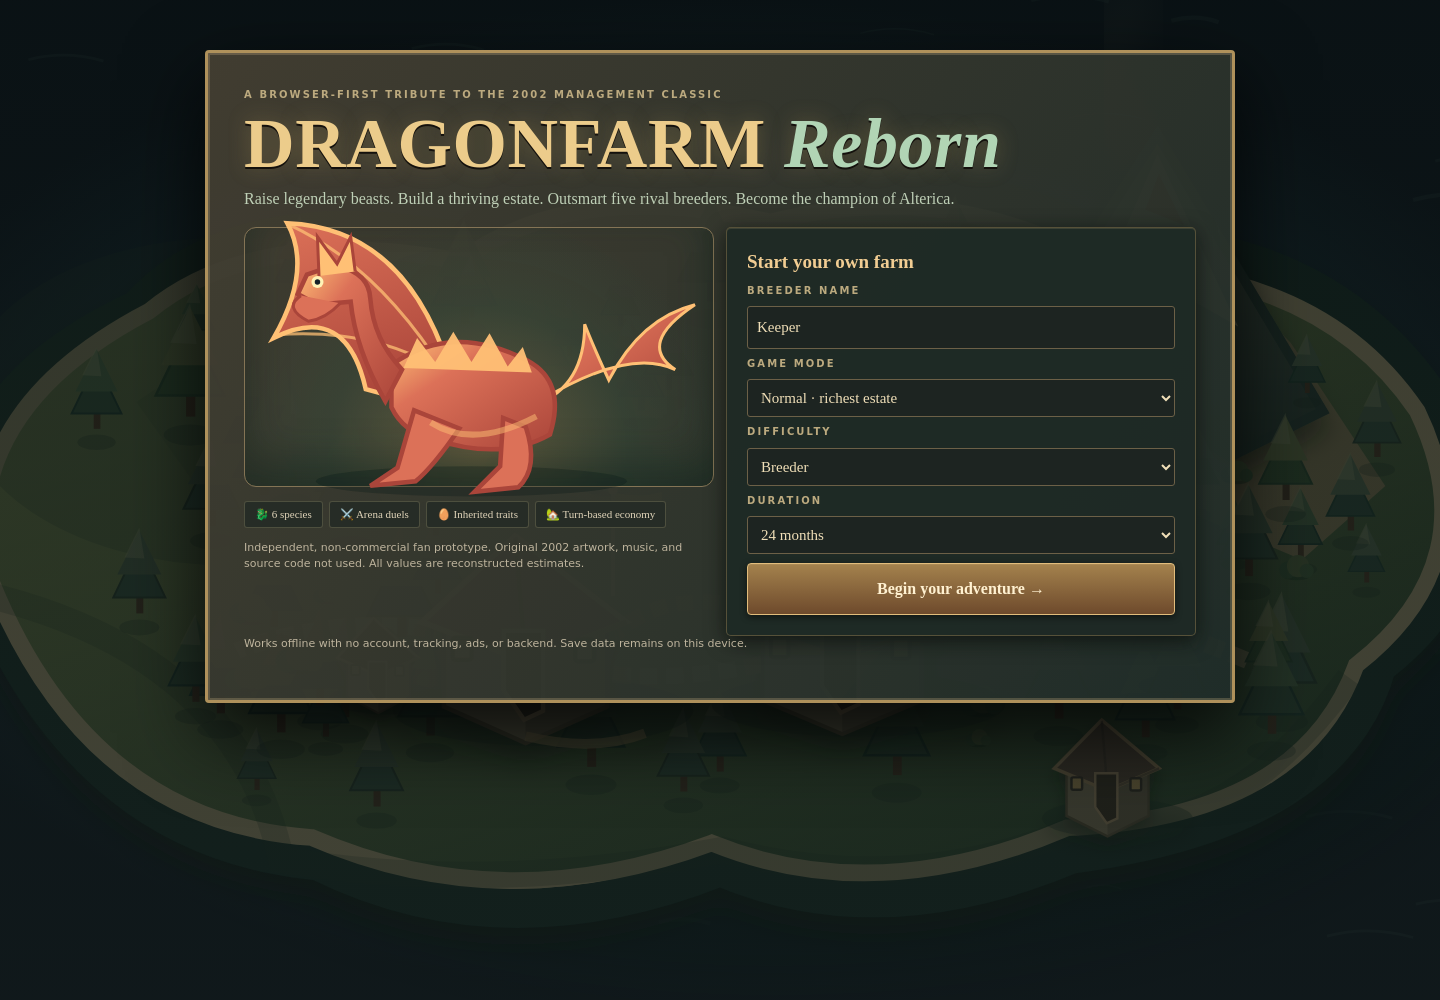 A BROWSER-FIRST TRIBUTE TO THE 2002 MANAGEMENT CLASSIC
DRAGONFARM Reborn
Raise legendary beasts. Build a thriving estate. Outsmart five rival breeders. Become the champion of Alterica.
🐉 6 species
⚔️ Arena duels
🥚 Inherited traits
🏡 Turn-based economy
Independent, non-commercial fan prototype. Original 2002 artwork, music, and
source code not used. All values are reconstructed estimates.
Start your own farm
BREEDER NAME
Keeper
GAME MODE
Normal · richest estate
DIFFICULTY
Breeder
DURATION
24 months
Begin your adventure →
Works offline with no account, tracking, ads, or backend. Save data remains on this device.